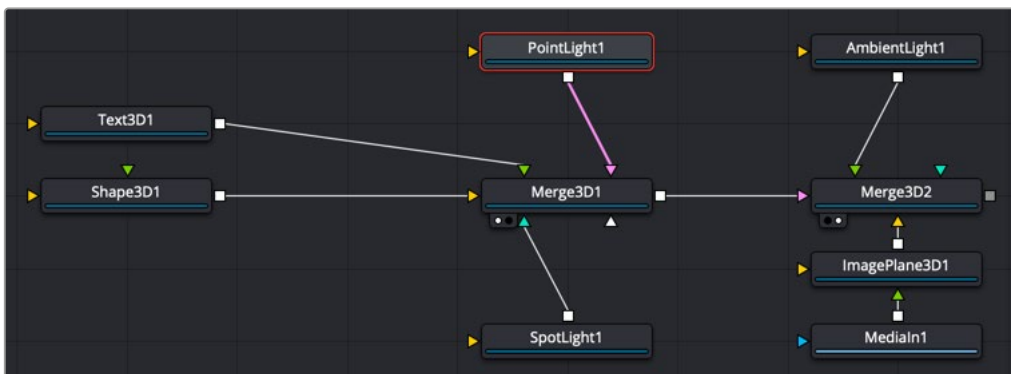 PointLight1
AmbientLight1
Text3D1
Shape3D1
Merge3D1
Merge3D2
ImagePlane3D1
SpotLight1
MediaIn1